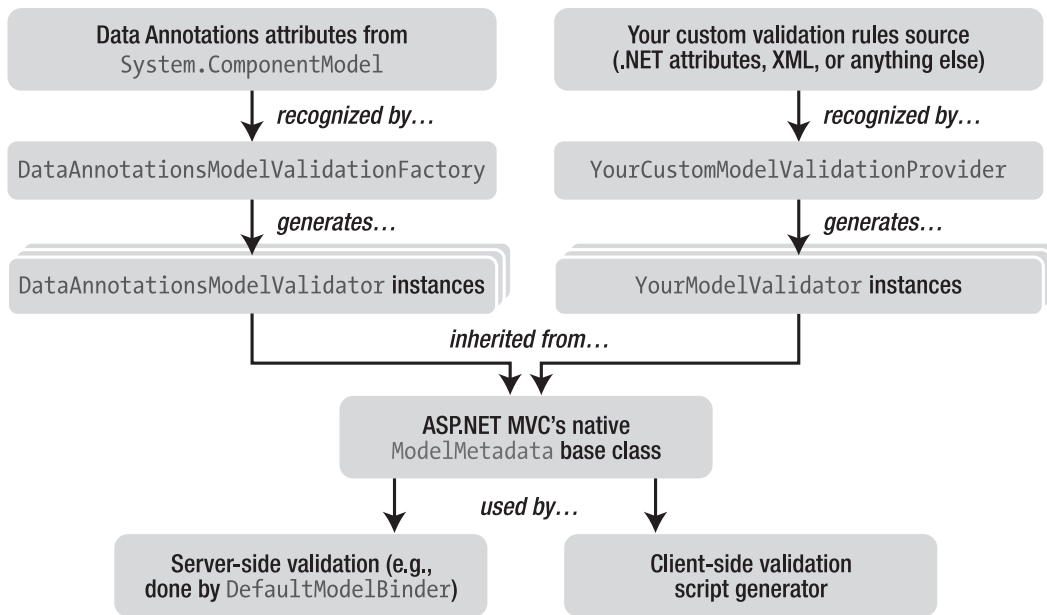 Data Annotations attributes from
System.ComponentModel
Your custom validation rules source
(.NET attributes, XML, or anything else)
recognized by…
recognized by…
DataAnnotationsModelValidationFactory
YourCustomModelValidationProvider
generates…
generates…
DataAnnotationsModelValidator instances
YourModelValidator instances
inherited from…
ASP.NET MVC’s native
ModelMetadata base class
used by…
Server-side validation (e.g.,
done by DefaultModelBinder)
Client-side validation
script generator